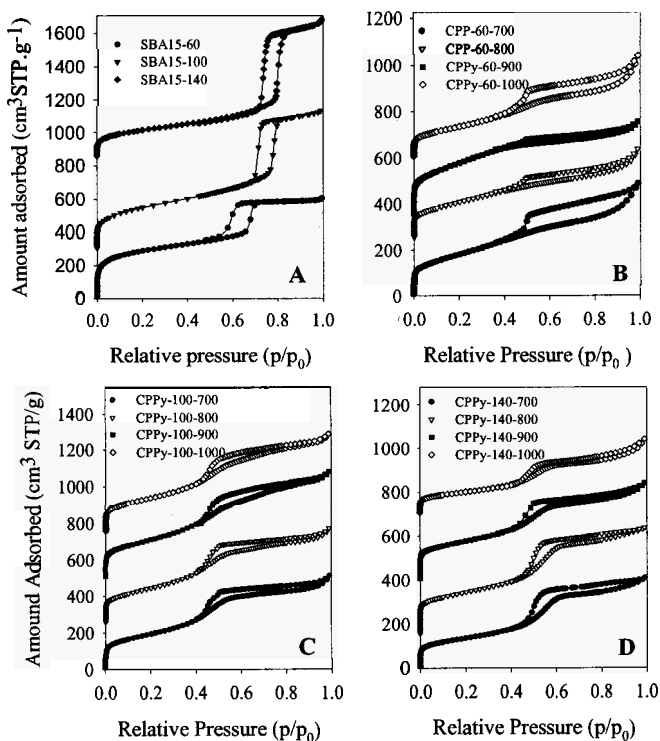 Amount adsorbed (cm³STP.g⁻¹)
1600
1400
1200
1000
800
600
400
200
0
SBA15-60
SBA15-100
SBA15-140
A
0.0 0.2 0.4 0.6 0.8 1.0
Relative pressure (p/p₀)
1200
1000
800
600
400
200
0
CPP-60-700
CPP-60-800
CPPy-60-900
CPPy-60-1000
B
0.0 0.2 0.4 0.6 0.8 1.0
Relative Pressure (p/p₀ )
Amound Adsorbed (cm³ STP/g)
1400
1200
1000
800
600
400
200
0
CPPy-100-700
CPPy-100-800
CPPy-100-900
CPPy-100-1000
C
0.0 0.2 0.4 0.6 0.8 1.0
Relative Pressure (p/p₀)
1200
1000
800
600
400
200
0
CPPy-140-700
CPPy-140-800
CPPy-140-900
CPPy-140-1000
D
0.0 0.2 0.4 0.6 0.8 1.0
Relative Pressure (p/p₀)